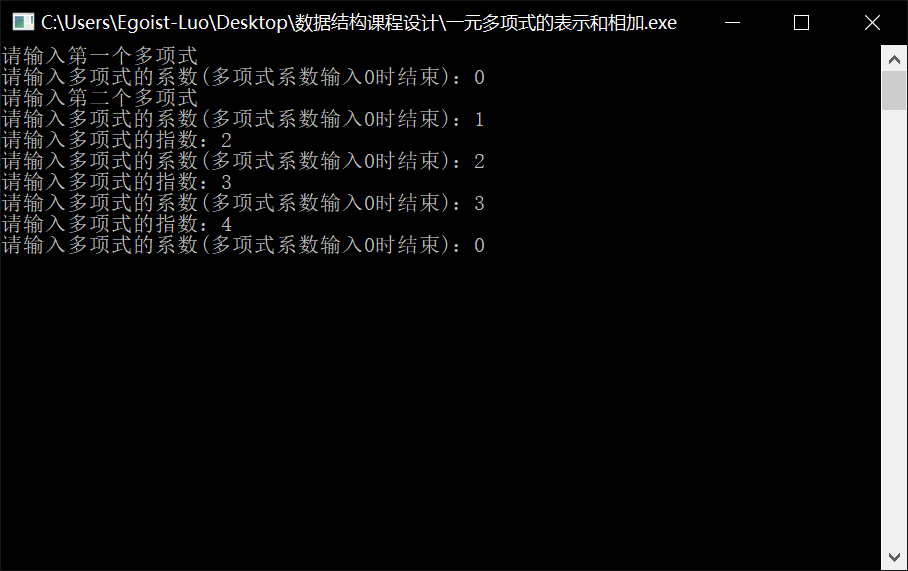 C:\Users\Egoist-Luo\Desktop\数据结构课程设计\一元多项式的表示和相加.exe
请输入第一个多项式
请输入多项式的系数(多项式系数输入0时结束): 0
请输入第二个多项式
请输入多项式的系数(多项式系数输入0时结束): 1
请输入多项式的指数: 2
请输入多项式的系数(多项式系数输入0时结束): 2
请输入多项式的指数: 3
请输入多项式的系数(多项式系数输入0时结束): 3
请输入多项式的指数: 4
请输入多项式的系数(多项式系数输入0时结束): 0